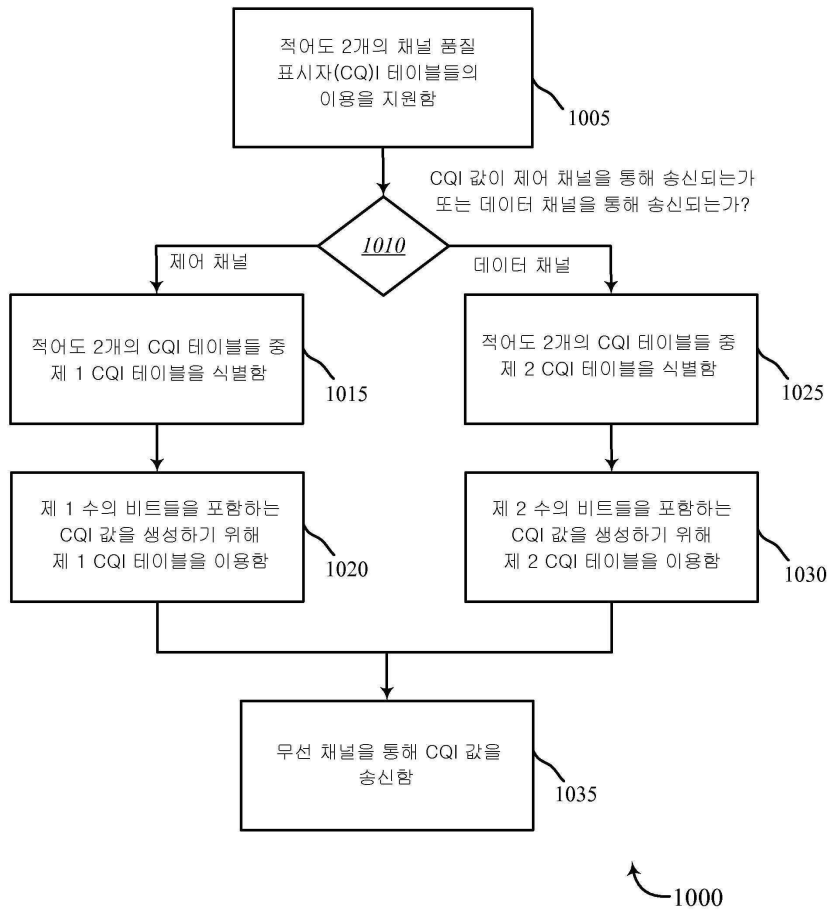 적어도 2개의 채널 품질
표시자(CQ)I 테이블들의
이용을 지원함
1005
CQI 값이 제어 채널을 통해 송신되는가
또는 데이터 채널을 통해 송신되는가?
1010
제어 채널
데이터 채널
적어도 2개의 CQI 테이블들 중
제 1 CQI 테이블을 식별함
1015
적어도 2개의 CQI 테이블들 중
제 2 CQI 테이블을 식별함
1025
제 1 수의 비트들을 포함하는
CQI 값을 생성하기 위해
제 1 CQI 테이블을 이용함
1020
제 2 수의 비트들을 포함하는
CQI 값을 생성하기 위해
제 2 CQI 테이블을 이용함
1030
무선 채널을 통해 CQI 값을
송신함
1035
1000